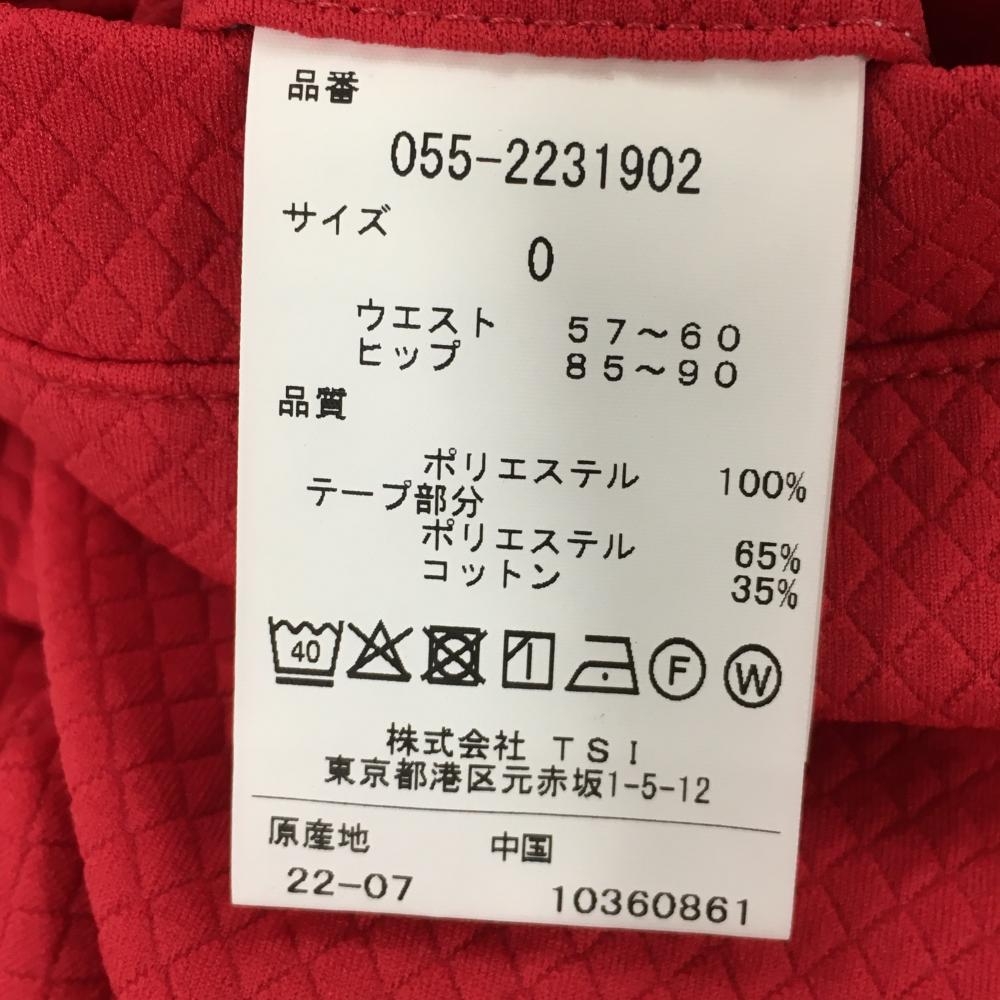 品番
055-2231902
サイズ
0
ウエスト 57～60
ヒップ 85～90
品質
ポリエステル 100%
テープ部分
ポリエステル 65%
コットン 35%
40 F W
株式会社 TSI
東京都港区元赤坂1-5-12
原産地 中国
22-07 10360861